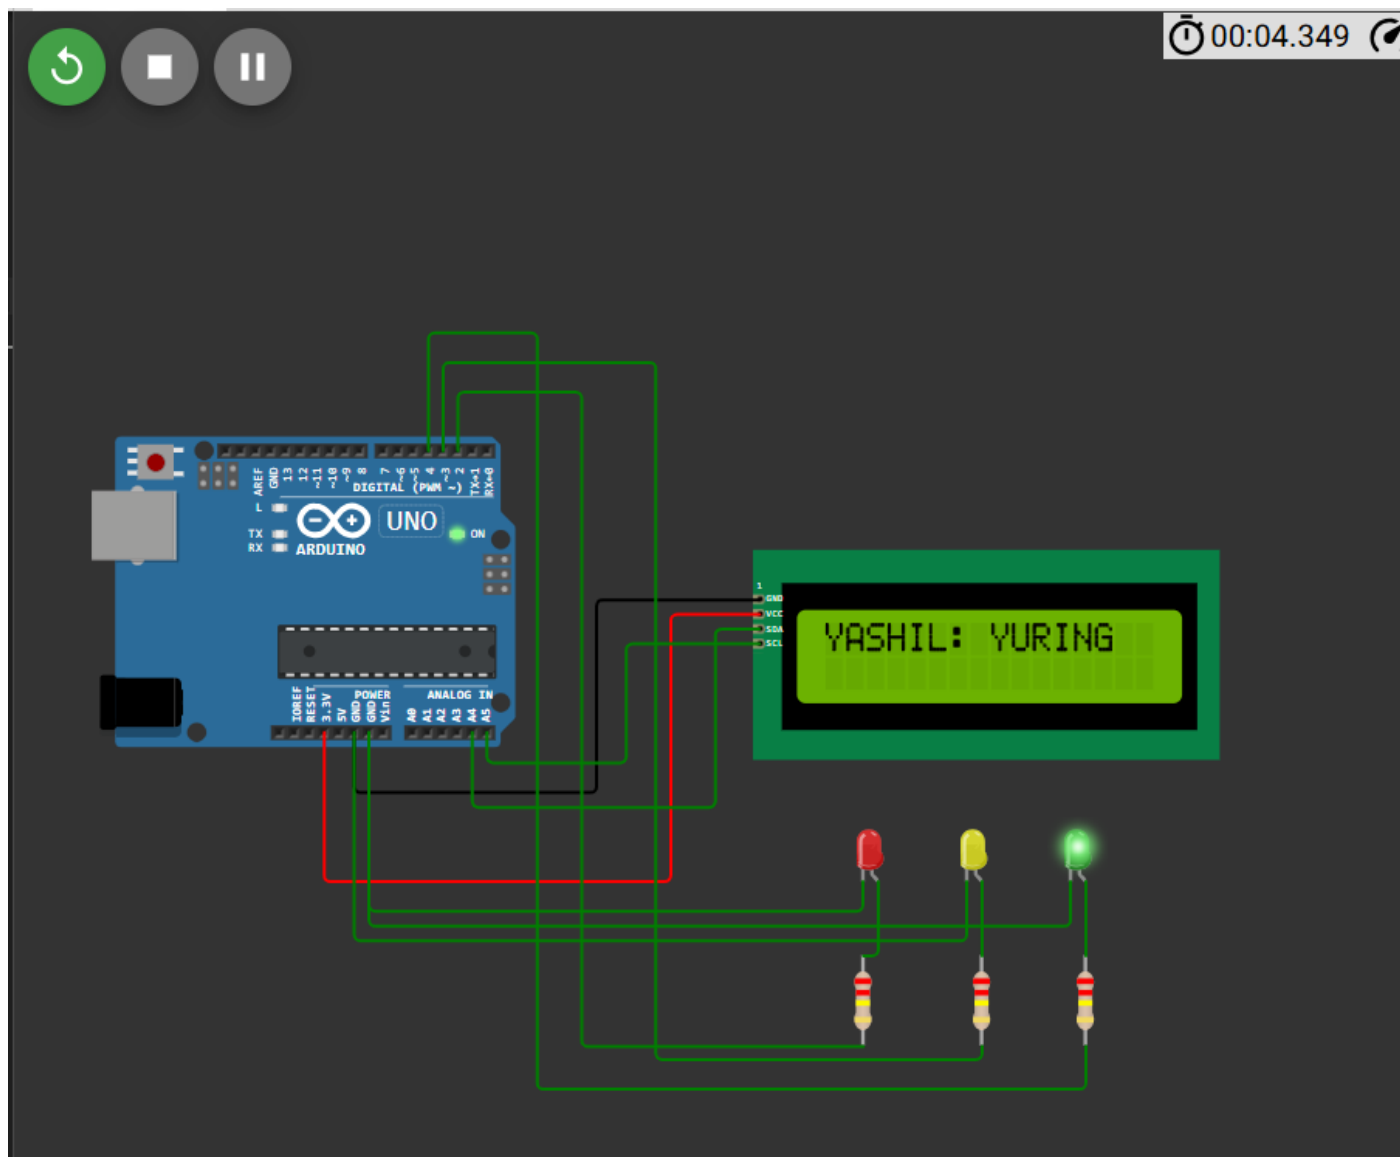 00:04.349
AREF
GND
13
12
~11
~10
~9
8
7
~6
~5
4
~3
2
TX→1
RX←0
DIGITAL (PWM ~)
L
TX
RX
UNO
ON
ARDUINO
1
GND
VCC
SDA
SCL
YASHIL: YURING
IOREF
RESET
3.3V
5V
GND
GND
Vin
POWER
ANALOG IN
A0
A1
A2
A3
A4
A5